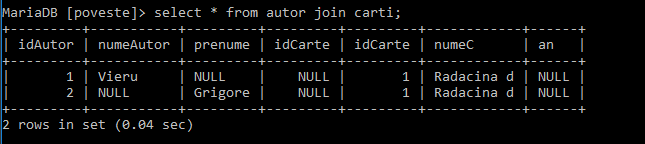 MariaDB [poveste]> select * from autor join carti;
+---------+-----------+---------+---------+---------+------------+------+
| idAutor | numeAutor | prenume | idCarte | idCarte | numeC      | an   |
+---------+-----------+---------+---------+---------+------------+------+
|       1 | Vieru     | NULL    |    NULL |       1 | Radacina d | NULL |
|       2 | NULL      | Grigore |    NULL |       1 | Radacina d | NULL |
+---------+-----------+---------+---------+---------+------------+------+
2 rows in set (0.04 sec)